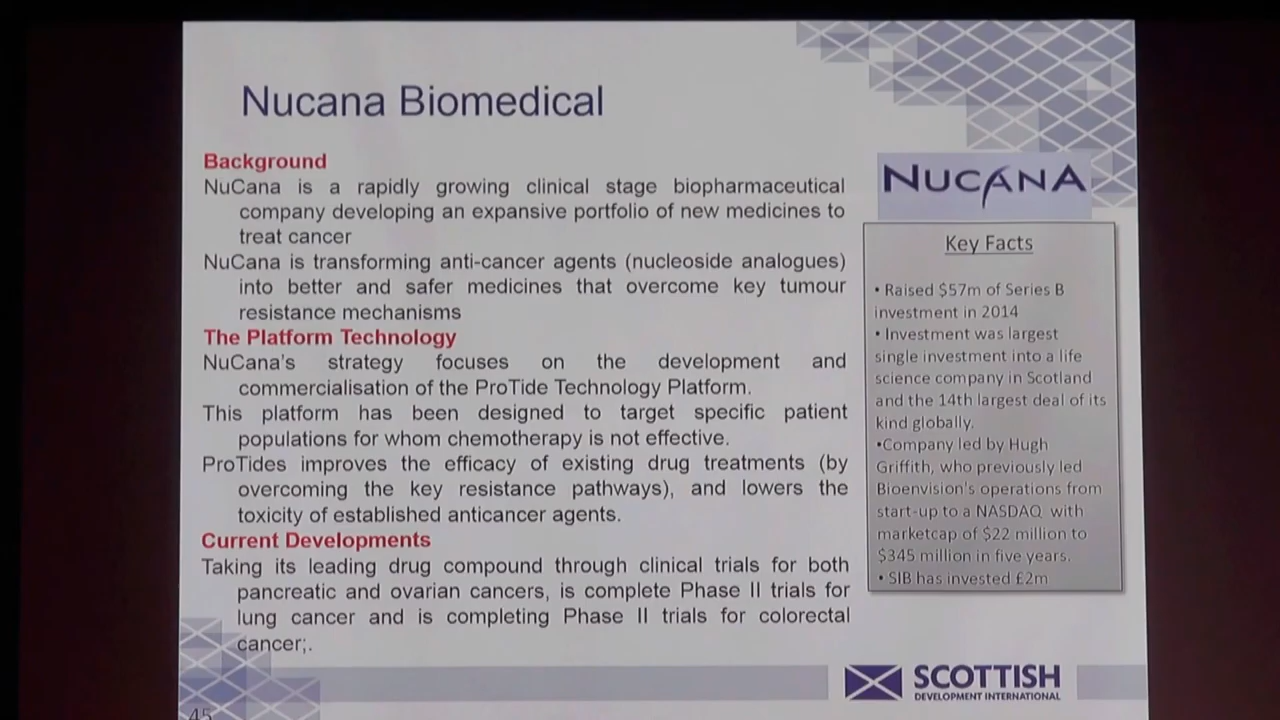 Nucana Biomedical
Background
NuCana is a rapidly growing clinical stage biopharmaceutical
company developing an expansive portfolio of new medicines to
treat cancer
NuCana is transforming anti-cancer agents (nucleoside analogues)
into better and safer medicines that overcome key tumour
resistance mechanisms
The Platform Technology
NuCana's strategy focuses on the development and
commercialisation of the ProTide Technology Platform.
This platform has been designed to target specific patient
populations for whom chemotherapy is not effective.
ProTides improves the efficacy of existing drug treatments (by
overcoming the key resistance pathways), and lowers the
toxicity of established anticancer agents.
Current Developments
Taking its leading drug compound through clinical trials for both
pancreatic and ovarian cancers, is complete Phase II trials for
lung cancer and is completing Phase II trials for colorectal
cancer;.
NUCANA
Key Facts
• Raised $57m of Series B
investment in 2014
• Investment was largest
single investment into a life
science company in Scotland
and the 14th largest deal of its
kind globally.
•Company led by Hugh
Griffith, who previously led
Bioenvision's operations from
start-up to a NASDAQ with
marketcap of $22 million to
$345 million in five years.
• SIB has invested £2m
SCOTTISH
DEVELOPMENT INTERNATIONAL
45